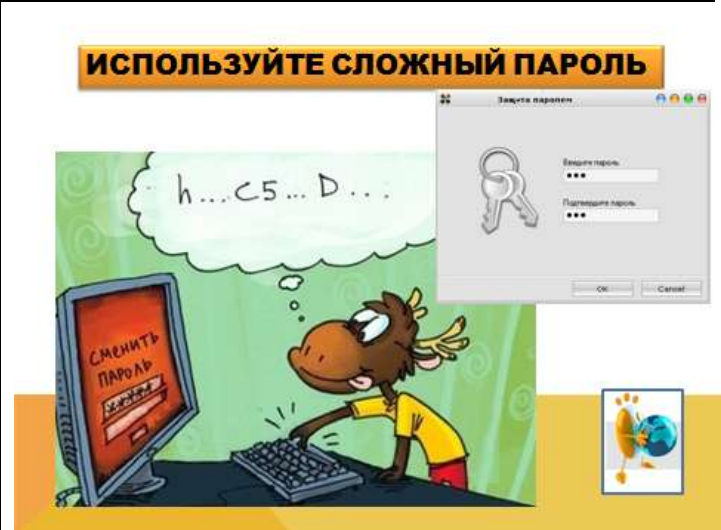 ИСПОЛЬЗУЙТЕ СЛОЖНЫЙ ПАРОЛЬ
Защита паролем
Введите пароль
Подтвердите пароль
OK Cancel
h...C5...D...
СМЕНИТЬ
ПАРОЛЬ